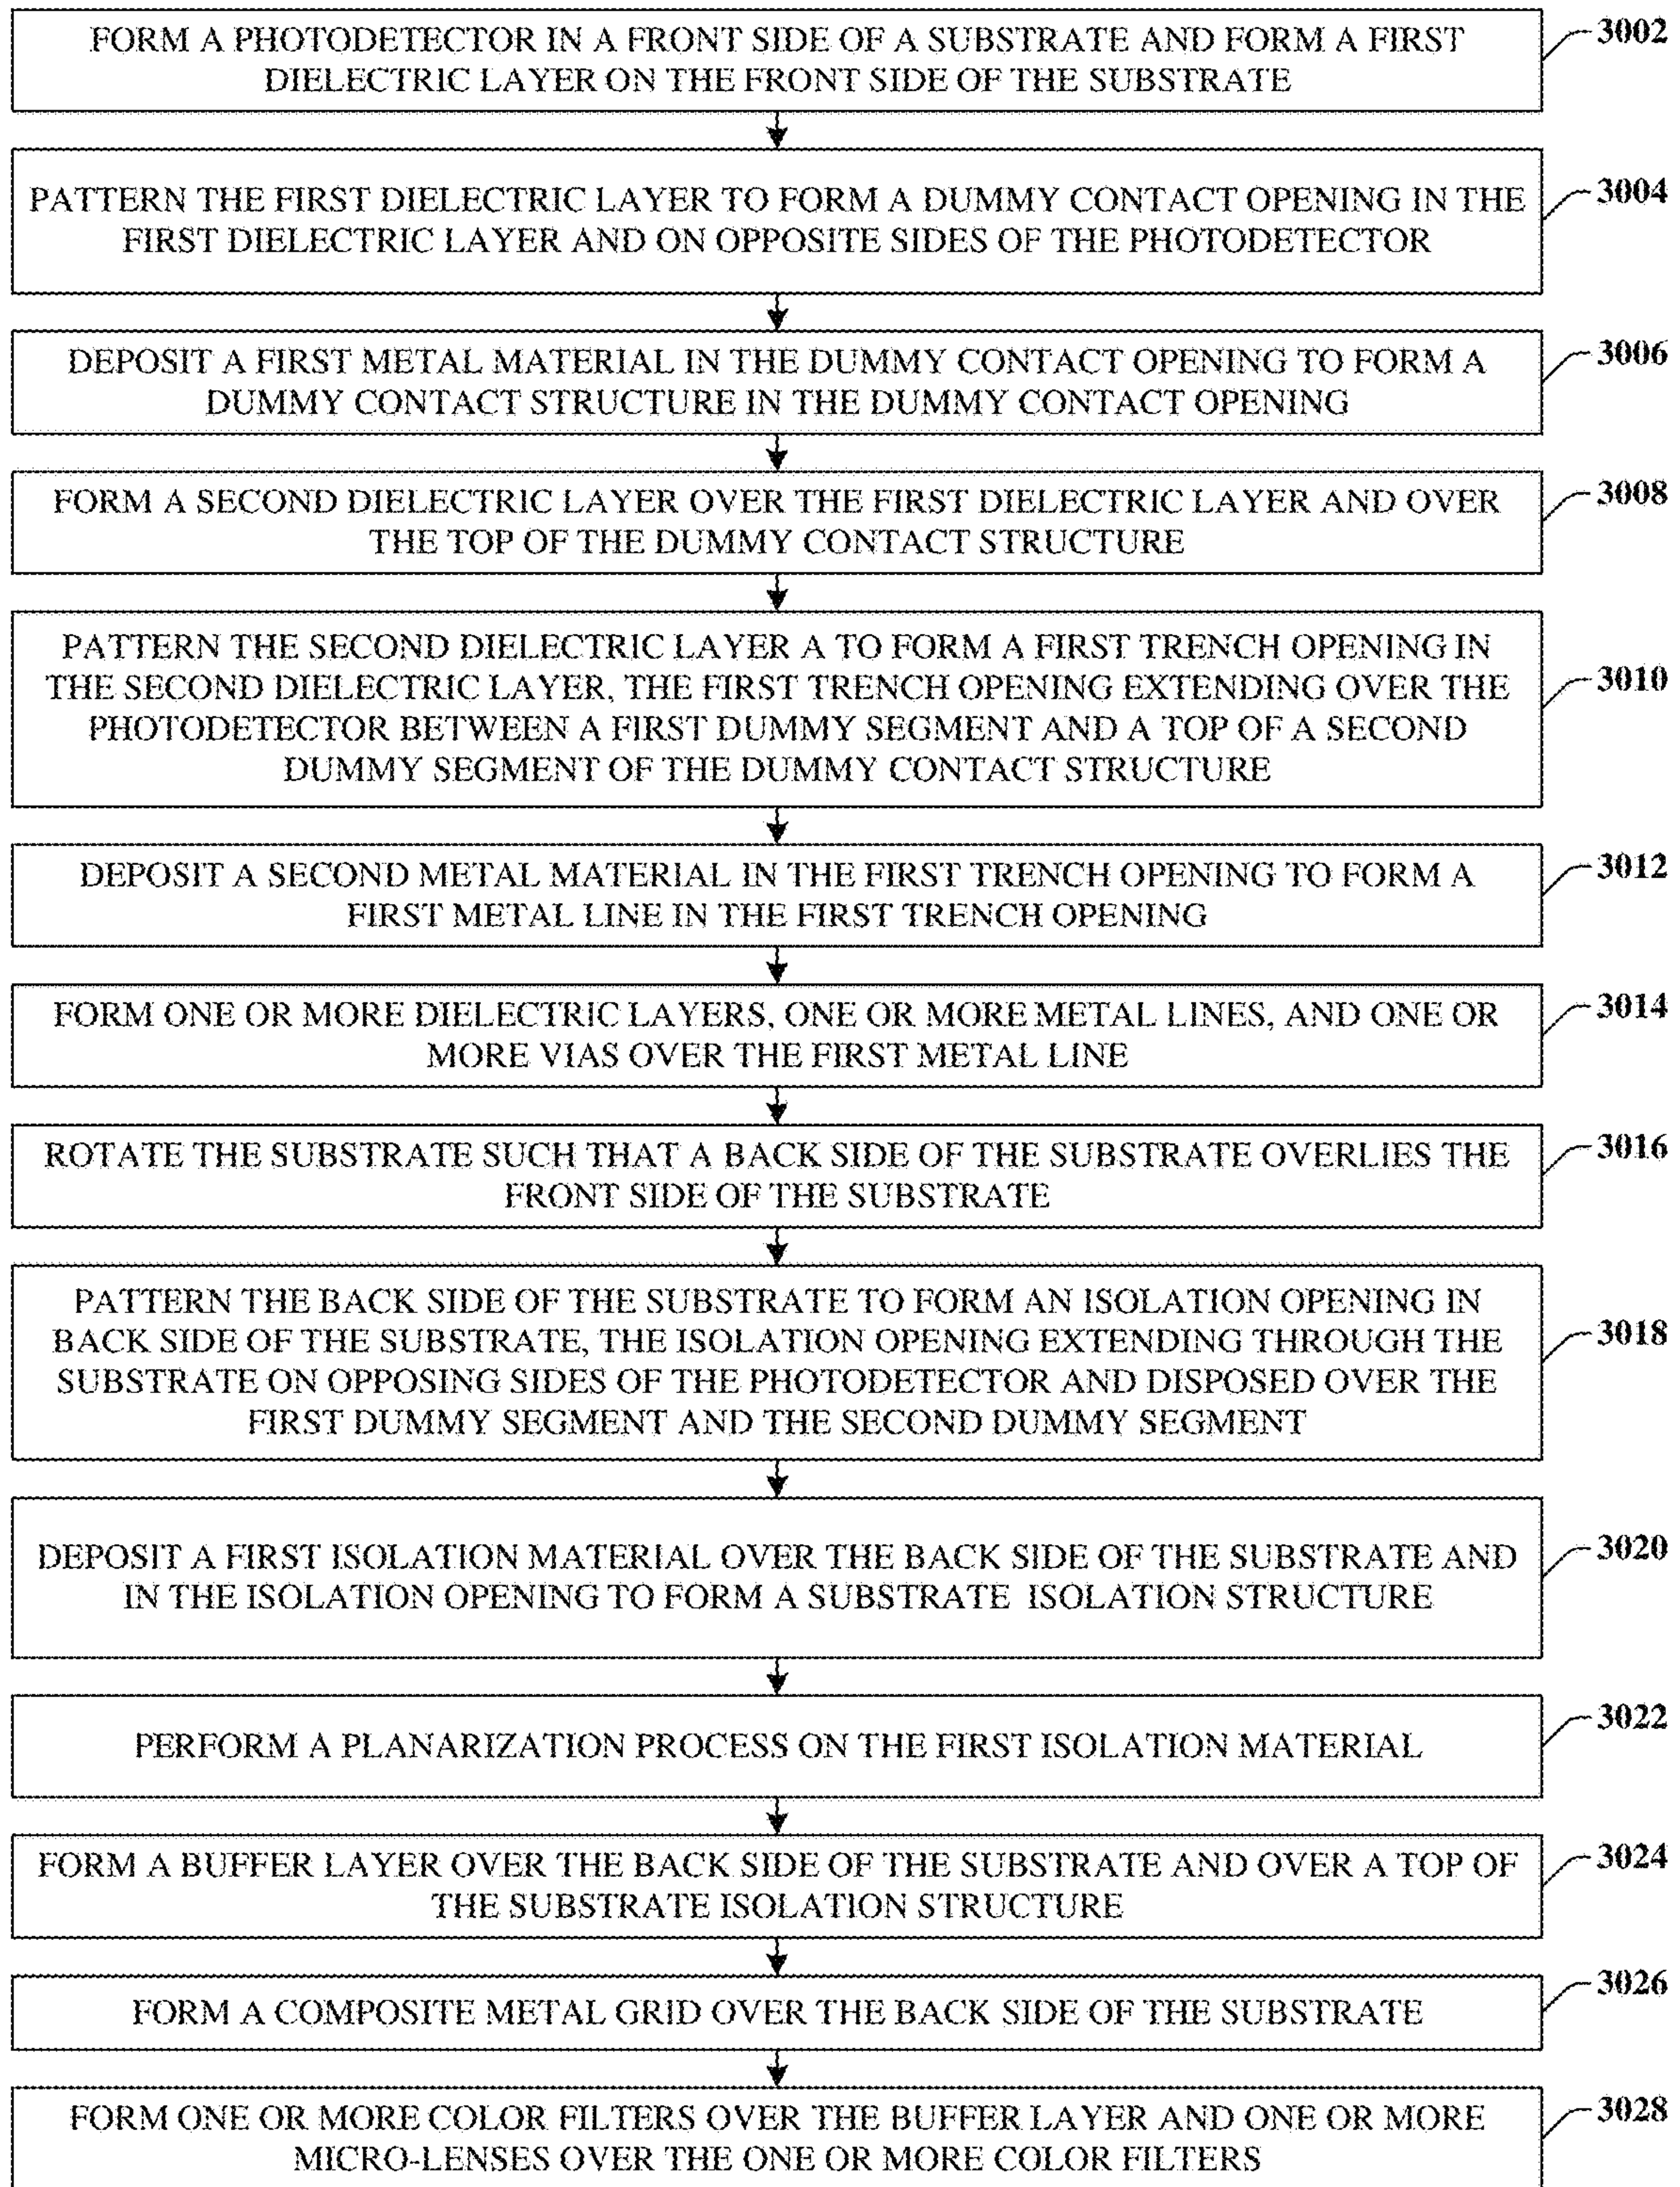 FORM A PHOTODETECTOR IN A FRONT SIDE OF A SUBSTRATE AND FORM A FIRST
DIELECTRIC LAYER ON THE FRONT SIDE OF THE SUBSTRATE
3002
PATTERN THE FIRST DIELECTRIC LAYER TO FORM A DUMMY CONTACT OPENING IN THE
FIRST DIELECTRIC LAYER AND ON OPPOSITE SIDES OF THE PHOTODETECTOR
3004
DEPOSIT A FIRST METAL MATERIAL IN THE DUMMY CONTACT OPENING TO FORM A
DUMMY CONTACT STRUCTURE IN THE DUMMY CONTACT OPENING
3006
FORM A SECOND DIELECTRIC LAYER OVER THE FIRST DIELECTRIC LAYER AND OVER
THE TOP OF THE DUMMY CONTACT STRUCTURE
3008
PATTERN THE SECOND DIELECTRIC LAYER A TO FORM A FIRST TRENCH OPENING IN
THE SECOND DIELECTRIC LAYER, THE FIRST TRENCH OPENING EXTENDING OVER THE
PHOTODETECTOR BETWEEN A FIRST DUMMY SEGMENT AND A TOP OF A SECOND
DUMMY SEGMENT OF THE DUMMY CONTACT STRUCTURE
3010
DEPOSIT A SECOND METAL MATERIAL IN THE FIRST TRENCH OPENING TO FORM A
FIRST METAL LINE IN THE FIRST TRENCH OPENING
3012
FORM ONE OR MORE DIELECTRIC LAYERS, ONE OR MORE METAL LINES, AND ONE OR
MORE VIAS OVER THE FIRST METAL LINE
3014
ROTATE THE SUBSTRATE SUCH THAT A BACK SIDE OF THE SUBSTRATE OVERLIES THE
FRONT SIDE OF THE SUBSTRATE
3016
PATTERN THE BACK SIDE OF THE SUBSTRATE TO FORM AN ISOLATION OPENING IN
BACK SIDE OF THE SUBSTRATE, THE ISOLATION OPENING EXTENDING THROUGH THE
SUBSTRATE ON OPPOSING SIDES OF THE PHOTODETECTOR AND DISPOSED OVER THE
FIRST DUMMY SEGMENT AND THE SECOND DUMMY SEGMENT
3018
DEPOSIT A FIRST ISOLATION MATERIAL OVER THE BACK SIDE OF THE SUBSTRATE AND
IN THE ISOLATION OPENING TO FORM A SUBSTRATE ISOLATION STRUCTURE
3020
PERFORM A PLANARIZATION PROCESS ON THE FIRST ISOLATION MATERIAL
3022
FORM A BUFFER LAYER OVER THE BACK SIDE OF THE SUBSTRATE AND OVER A TOP OF
THE SUBSTRATE ISOLATION STRUCTURE
3024
FORM A COMPOSITE METAL GRID OVER THE BACK SIDE OF THE SUBSTRATE
3026
FORM ONE OR MORE COLOR FILTERS OVER THE BUFFER LAYER AND ONE OR MORE
MICRO-LENSES OVER THE ONE OR MORE COLOR FILTERS
3028